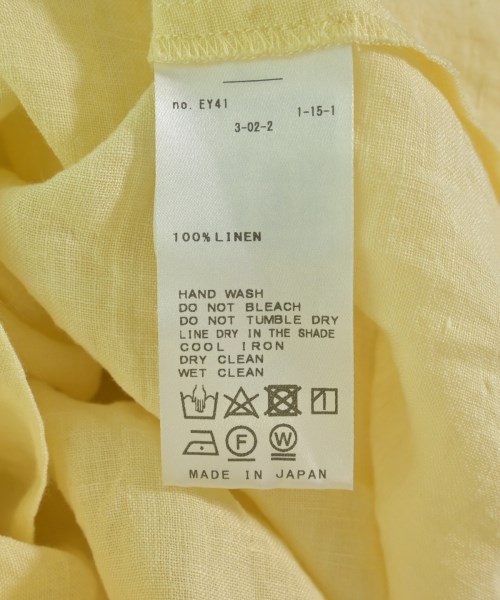 no. EY41
1-15-1
3-02-2
100% LINEN
HAND WASH
DO NOT BLEACH
DO NOT TUMBLE DRY
LINE DRY IN THE SHADE
COOL IRON
DRY CLEAN
WET CLEAN
F W
MADE IN JAPAN